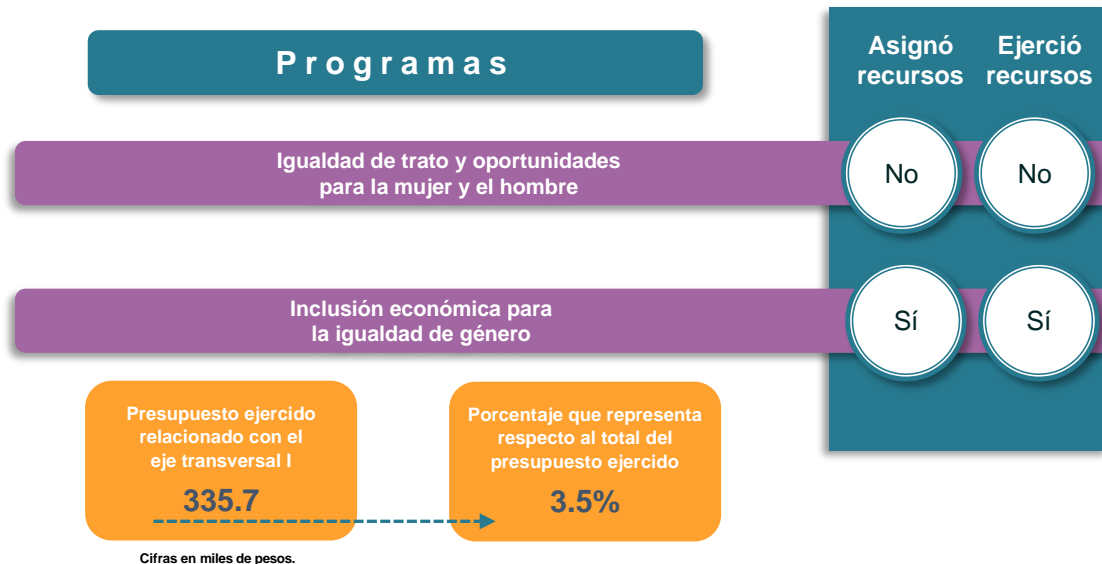 Programas
Asignó
recursos
Ejerció
recursos
Igualdad de trato y oportunidades
para la mujer y el hombre
No
No
Inclusión económica para
la igualdad de género
Sí
Sí
Presupuesto ejercido
relacionado con el
eje transversal I
335.7
Porcentaje que representa
respecto al total del
presupuesto ejercido
3.5%
Cifras en miles de pesos.